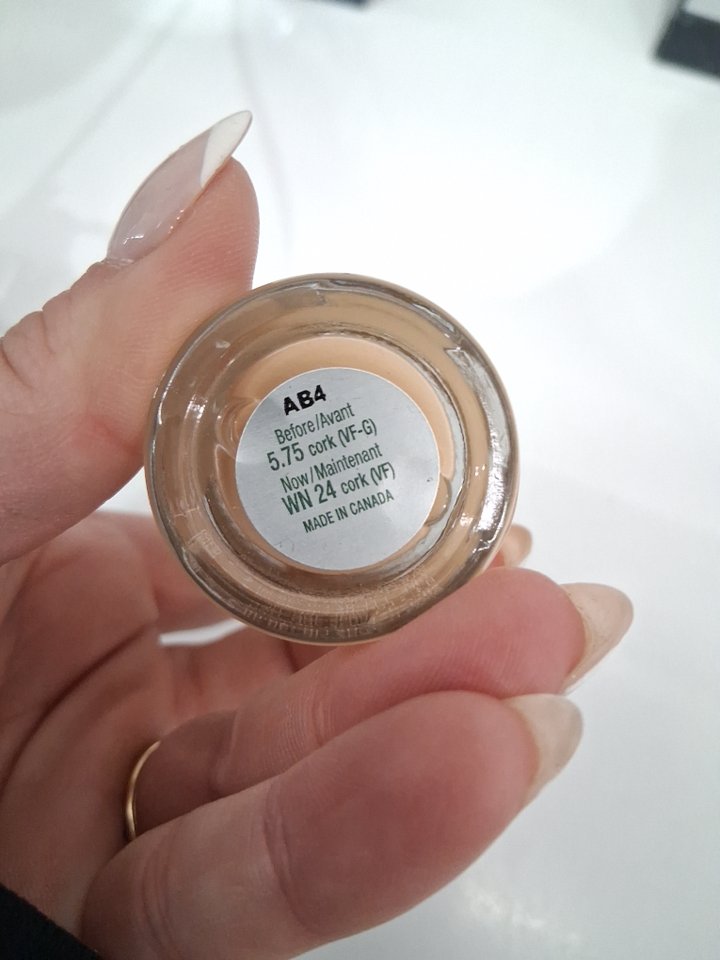 AB4
Before/Avant
5.75 cork (VF-G)
Now/Maintenant
WN 24 cork (VF)
MADE IN CANADA